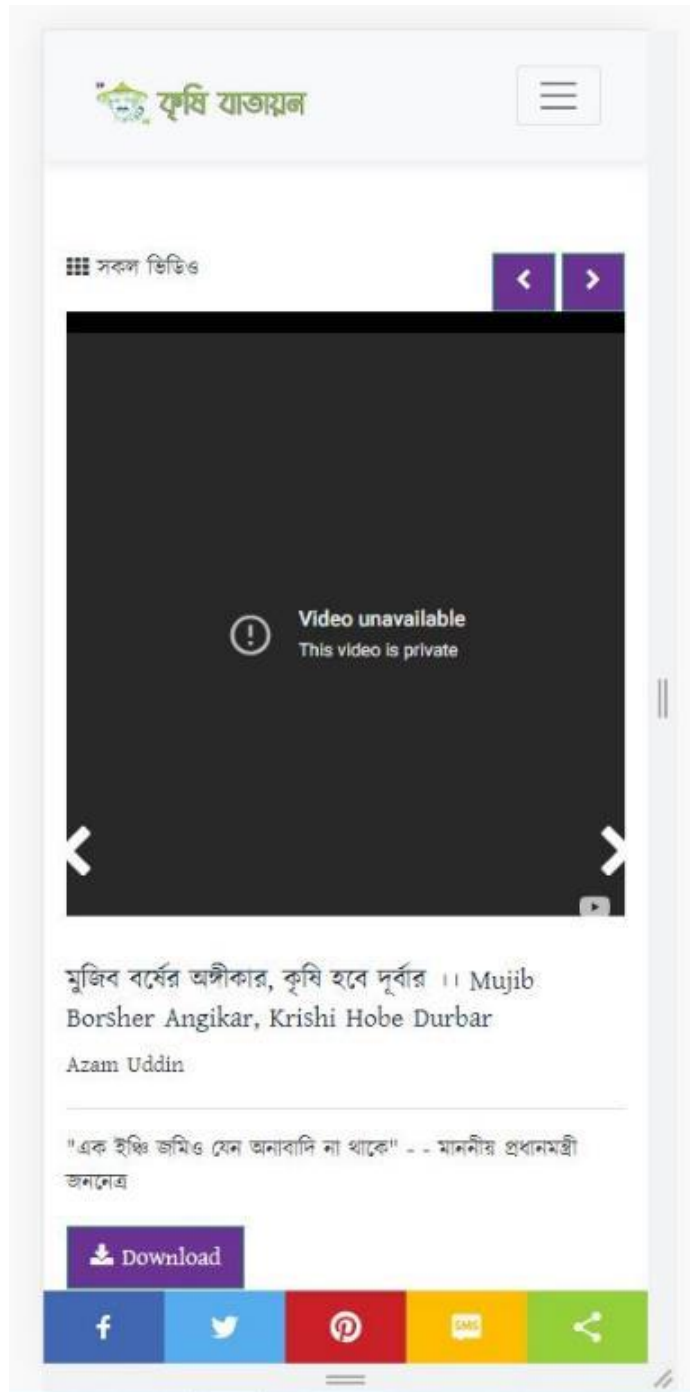 কৃষি বাতায়ন
সকল ভিডিও
Video unavailable
This video is private
মুজিব বর্ষের অঙ্গীকার, কৃষি হবে দূর্বার ।। Mujib
Borsher Angikar, Krishi Hobe Durbar
Azam Uddin
"এক ইঞ্চি জমিও যেন অনাবাদি না থাকে" - - মাননীয় প্রধানমন্ত্রী
জননেত্র
Download
SMS